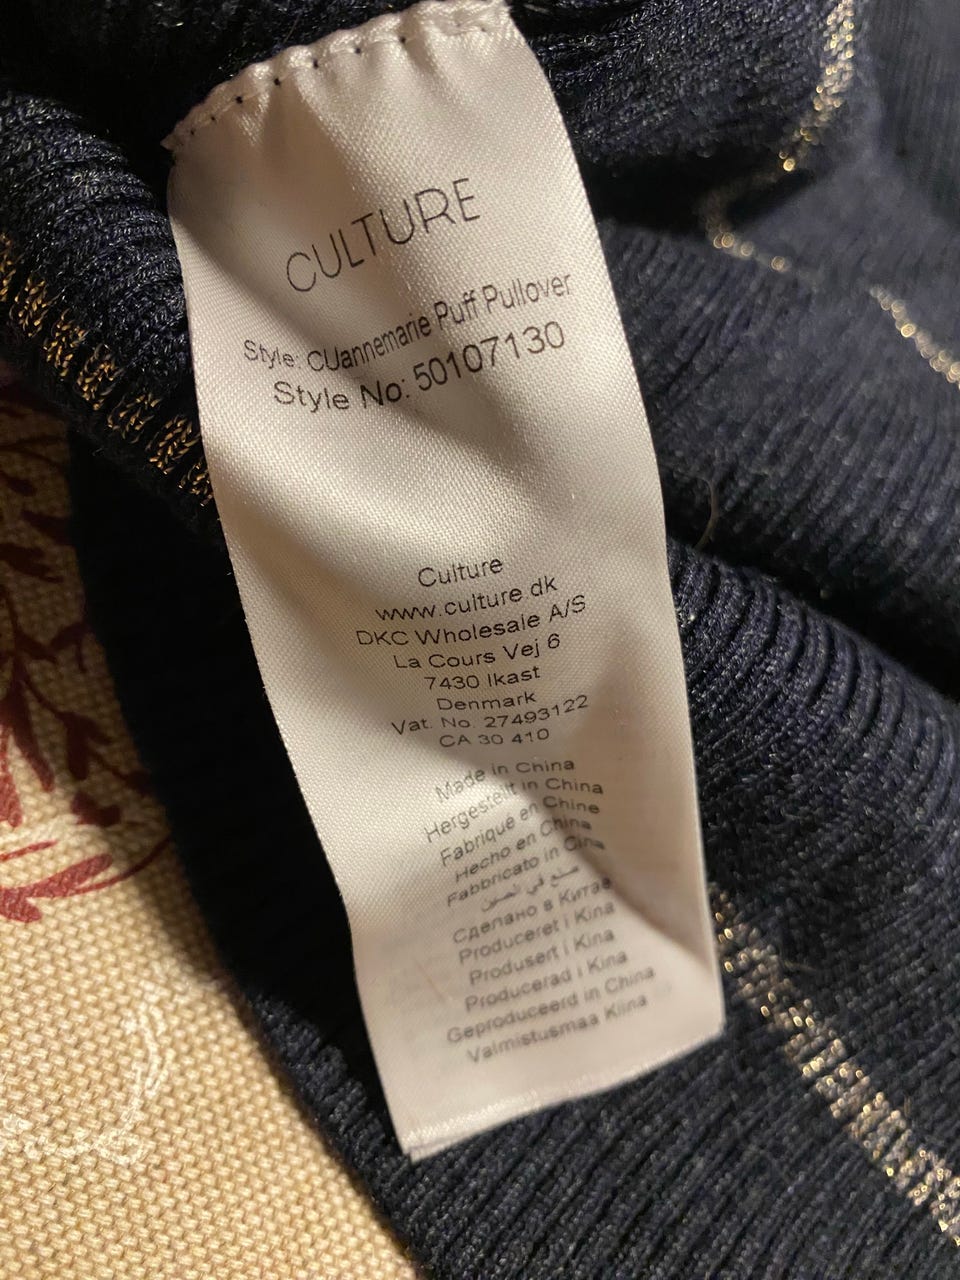 CULTURE
Style: CUannemarie Puff Pullover
Style No: 50107130
Culture
www.culture.dk
DKC Wholesale A/S
La Cours Vej 6
7430 Ikast
Denmark
Vat. No. 27493122
CA 30 410
Made in China
Hergestellt in China
Fabriqué en Chine
Hecho en China
Fabbricato in Cina
صنع في الصين
Сделано в Китае
Produceret i Kina
Produsert i Kina
Producerad i Kina
Geproduceerd in China
Valmistusmaa Kiina